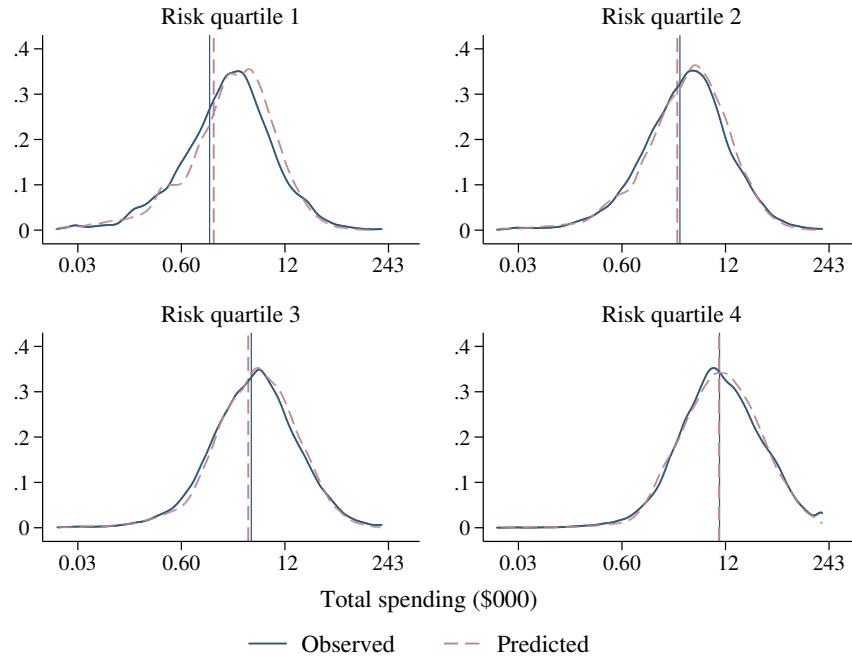 Risk quartile 1
.4
.3
.2
.1
0
0.03 0.60 12 243
Risk quartile 2
.4
.3
.2
.1
0
0.03 0.60 12 243
Risk quartile 3
.4
.3
.2
.1
0
0.03 0.60 12 243
Risk quartile 4
.4
.3
.2
.1
0
0.03 0.60 12 243
Total spending ($000)
Observed Predicted